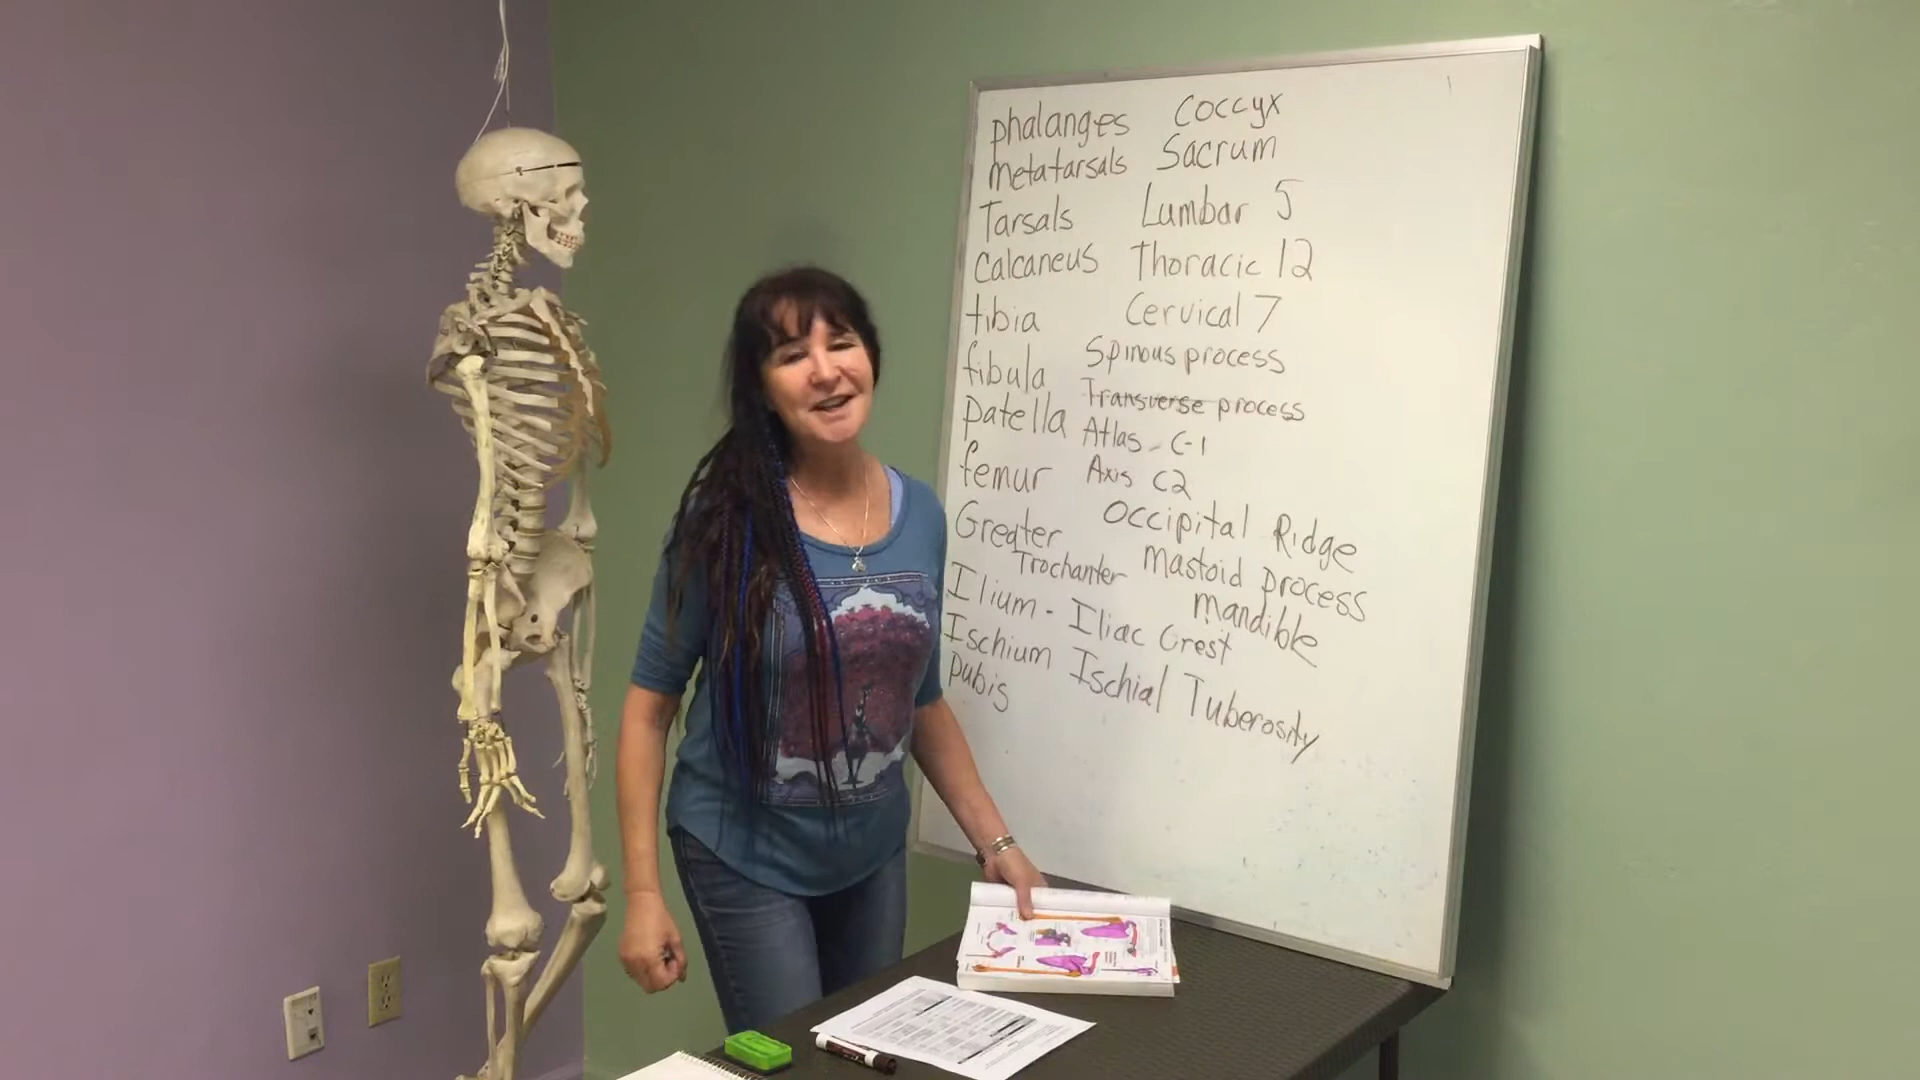 phalanges
metatarsals
Tarsals
Calcaneus
tibia
fibula
patella
femur
Greater
Trochanter
Ilium - Iliac Crest
Ischium Ischial Tuberosity
pubis
Coccyx
Sacrum
Lumbar 5
Thoracic 12
Cervical 7
Spinous process
Transverse process
Atlas - C-1
Axis C2
Occipital Ridge
Mastoid process
mandible